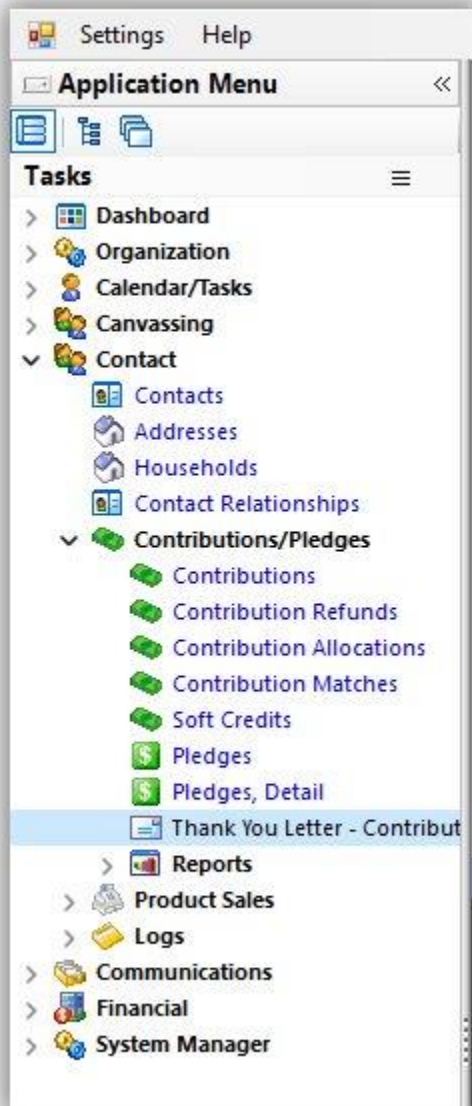 Settings Help
Application Menu
Tasks
Dashboard
Organization
Calendar/Tasks
Canvassing
Contact
Contacts
Addresses
Households
Contact Relationships
Contributions/Pledges
Contributions
Contribution Refunds
Contribution Allocations
Contribution Matches
Soft Credits
Pledges
Pledges, Detail
Thank You Letter - Contribut
Reports
Product Sales
Logs
Communications
Financial
System Manager